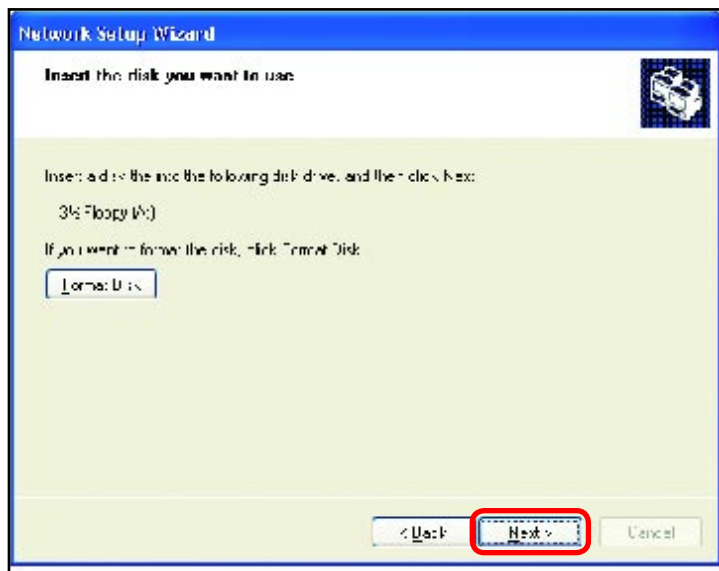 Network Setup Wizard
Insert the disk you want to use
Insert a disk the into the following disk drive, and then click Next:
3½ Floppy (A:)
If you want to format the disk, click Format Disk
Format Disk
< Back
Next >
Cancel